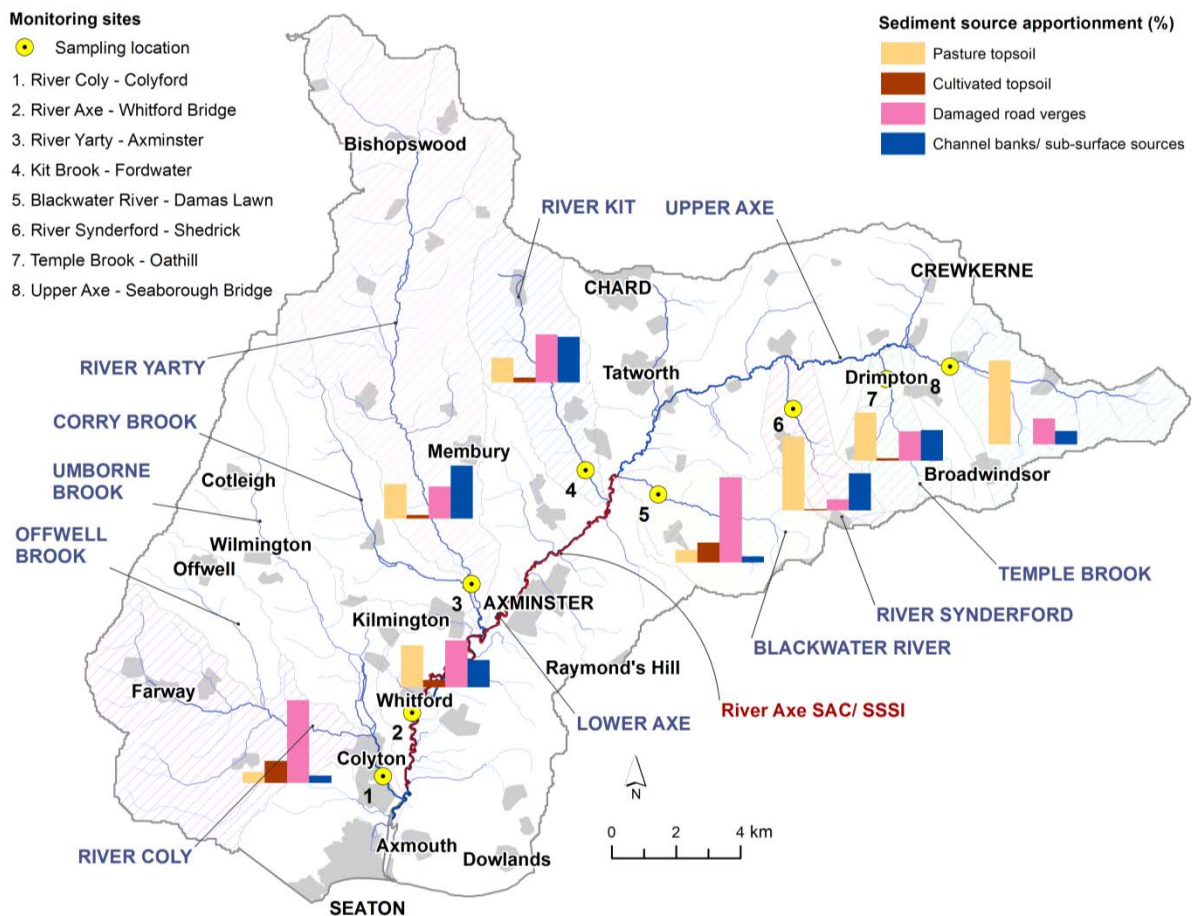 Monitoring sites
Sampling location
1. River Coly - Colyford
2. River Axe - Whitford Bridge
3. River Yarty - Axminster
4. Kit Brook - Fordwater
5. Blackwater River - Damas Lawn
6. River Synderford - Shedrick
7. Temple Brook - Oathill
8. Upper Axe - Seaborough Bridge
Sediment source apportionment (%)
Pasture topsoil
Cultivated topsoil
Damaged road verges
Channel banks/ sub-surface sources
Bishopswood
RIVER KIT
UPPER AXE
CHARD
CREWKERNE
RIVER YARTY
Tatworth
Drimpton
8
7
6
CORRY BROOK
Membury
Broadwindsor
UMBORNE
BROOK
Cotleigh
4
5
OFFWELL
BROOK
Wilmington
Offwell
TEMPLE BROOK
3
AXMINSTER
Kilmington
RIVER SYNDERFORD
BLACKWATER RIVER
Raymond's Hill
Farway
Whitford
River Axe SAC/ SSSI
LOWER AXE
2
Colyton
1
N
0 2 4 km
RIVER COLY
Axmouth
Dowlands
SEATON